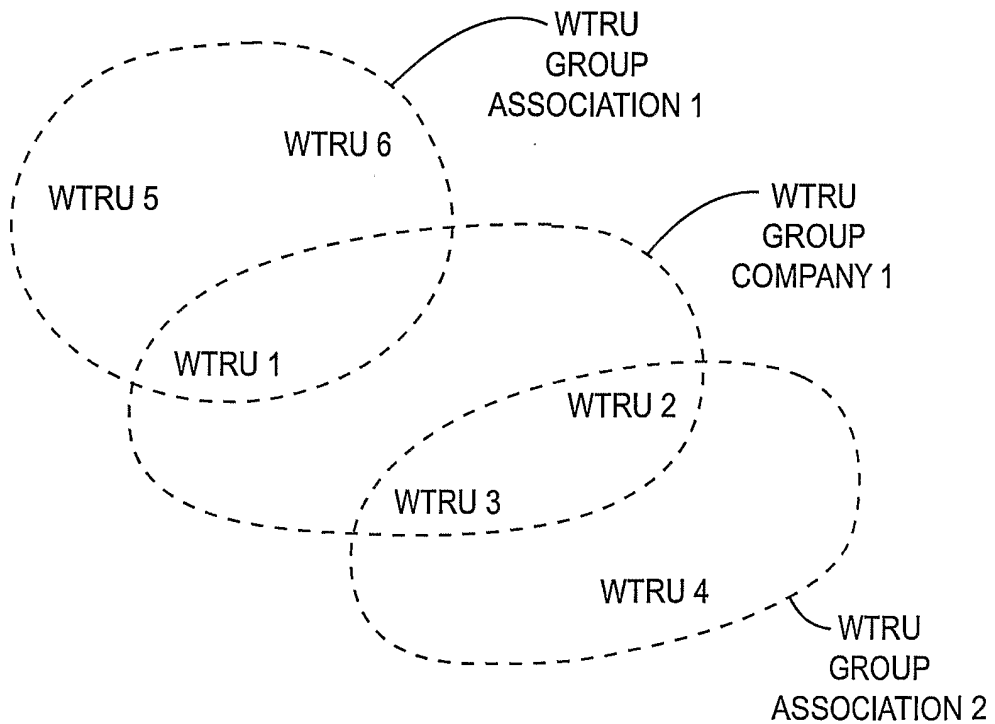 WTRU
GROUP
ASSOCIATION 1
WTRU 6
WTRU 5
WTRU
GROUP
COMPANY 1
WTRU 1
WTRU 2
WTRU 3
WTRU 4
WTRU
GROUP
ASSOCIATION 2